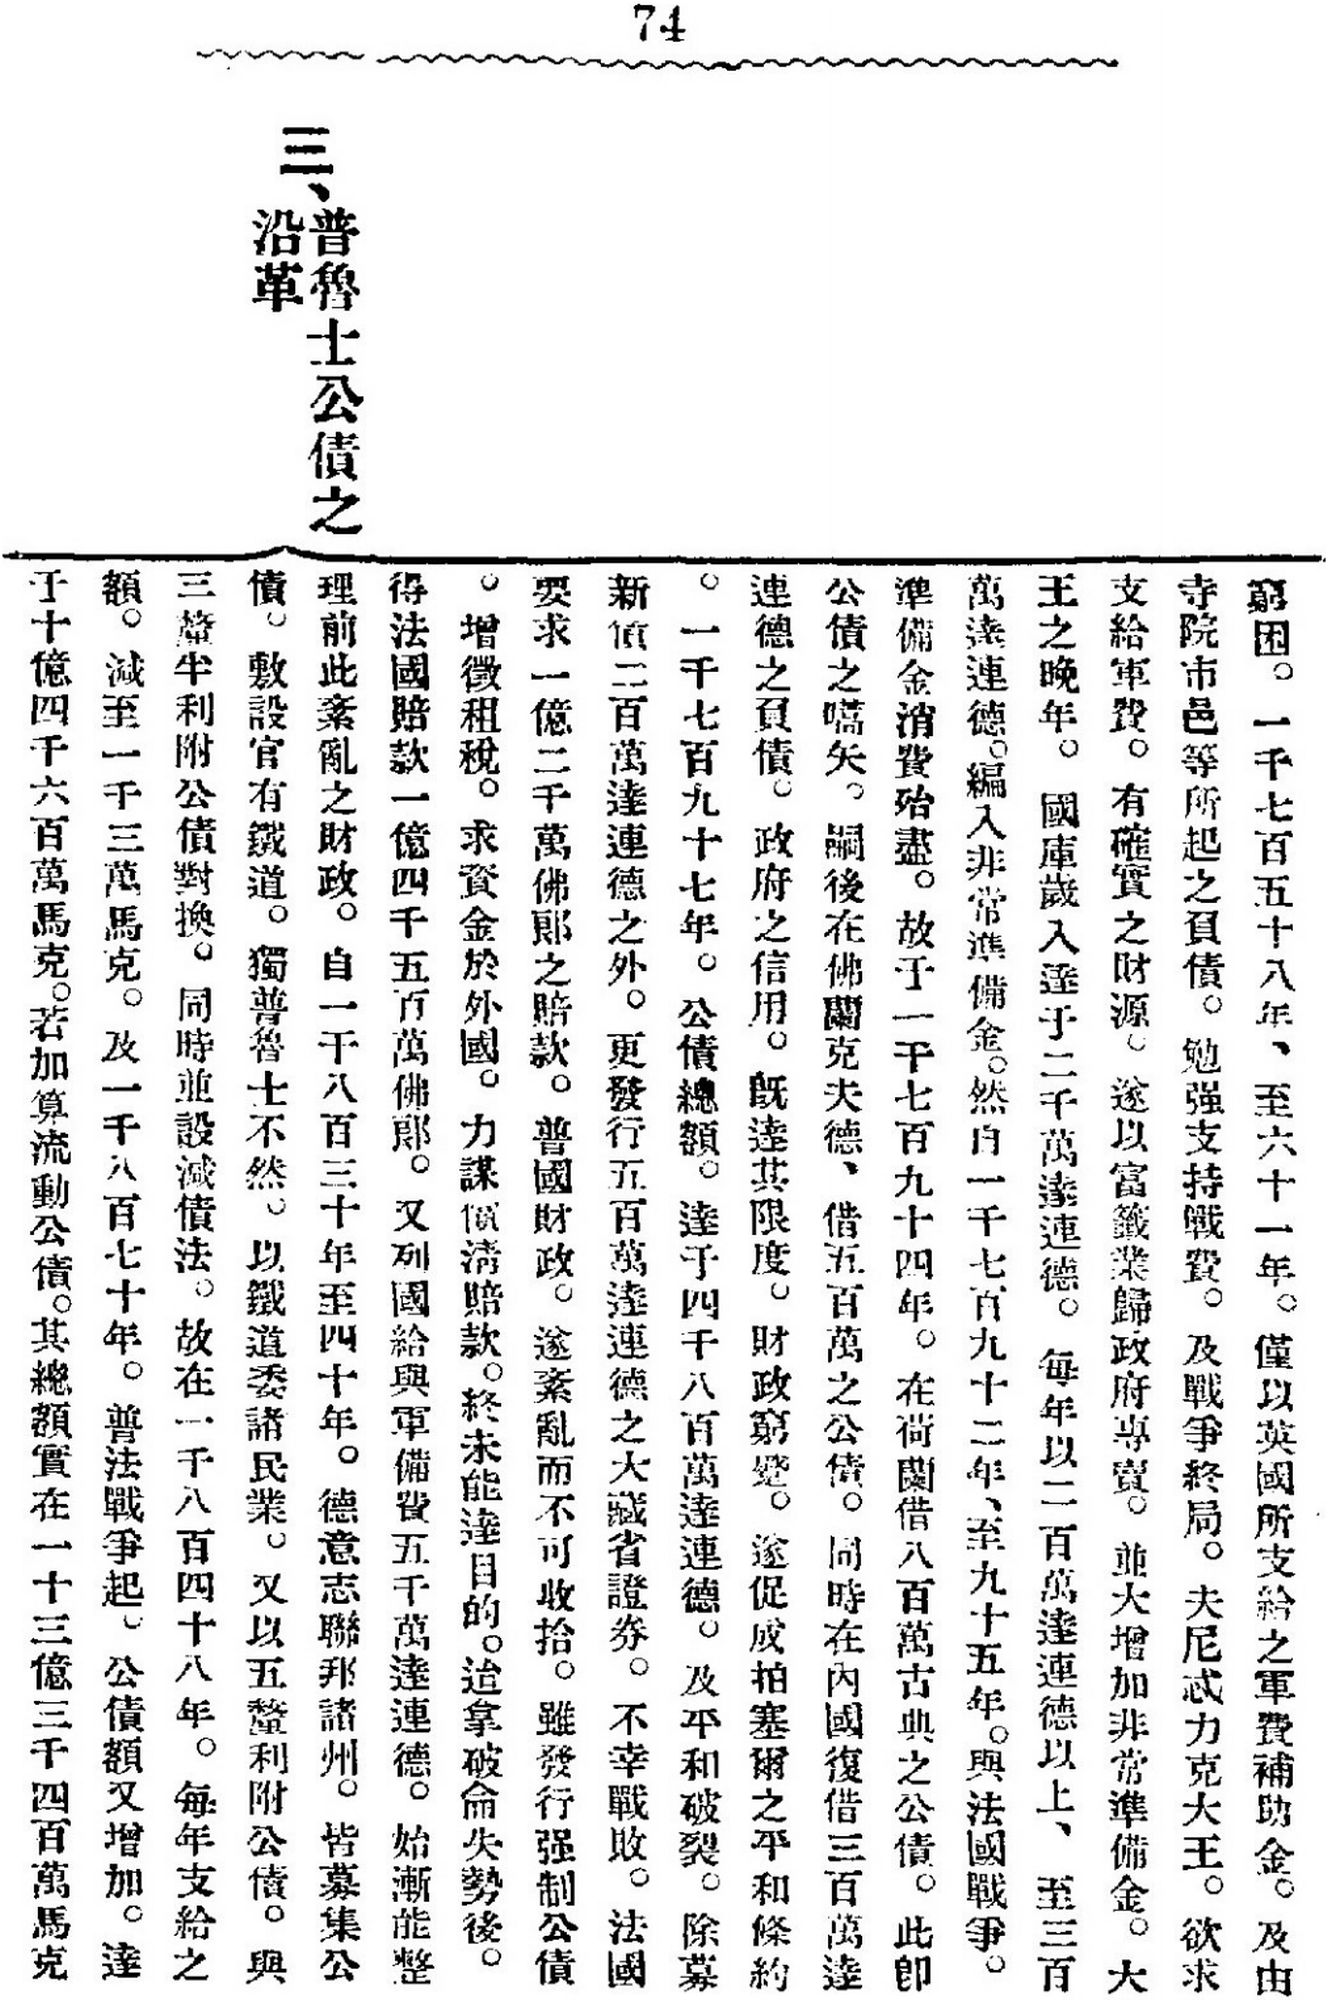 74
三、普魯士公債之
沿革
窮困。一千七百五十八年、至六十一年。僅以英國所支給之軍費補助金。及由
寺院市邑等所起之負債。勉强支持戰費。及戰爭終局。夫尼忒力克大王。欲求
支給軍費。有確實之財源。遂以富籤業歸政府專賣。並大增加非常準備金。大
王之晚年。國庫歲入達于二千萬達連德。每年以二百萬達連德以上、至三百
萬達連德。編入非常準備金。然自一千七百九十二年、至九十五年。與法國戰爭。
準備金消費殆盡。故于一千七百九十四年。在荷蘭借八百萬古典之公債。此卽
公債之嚆矢。嗣後在佛蘭克夫德、借五百萬之公債。同時在內國復借三百萬達
連德之負債。政府之信用。旣達其限度。財政窮蹙。遂促成拍塞爾之平和條約
。一千七百九十七年。公債總額。達于四千八百萬達連德。及平和破裂。除募
新債二百萬達連德之外。更發行五百萬達連德之大藏省證券。不幸戰敗。法國
要求一億二千萬佛郞之賠款。普國財政。遂紊亂而不可收拾。雖發行强制公債
。增徵租稅。求資金於外國。力謀償淸賠款。終未能達目的。迨拿破侖失勢後。
得法國賠款一億四千五百萬佛郞。又列國給與軍備費五千萬達連德。始漸能整
理前此紊亂之財政。自一千八百三十年至四十年。德意志聯邦諸州。皆募集公
債。敷設官有鐵道。獨普魯士不然。以鐵道委諸民業。又以五釐利附公債。與
三釐半利附公債對換。同時並設減債法。故在一千八百四十八年。每年支給之
額。減至一千三萬馬克。及一千八百七十年。普法戰爭起。公債額又增加。達
于十億四千六百萬馬克。若加算流動公債。其總額實在一十三億三千四百萬馬克